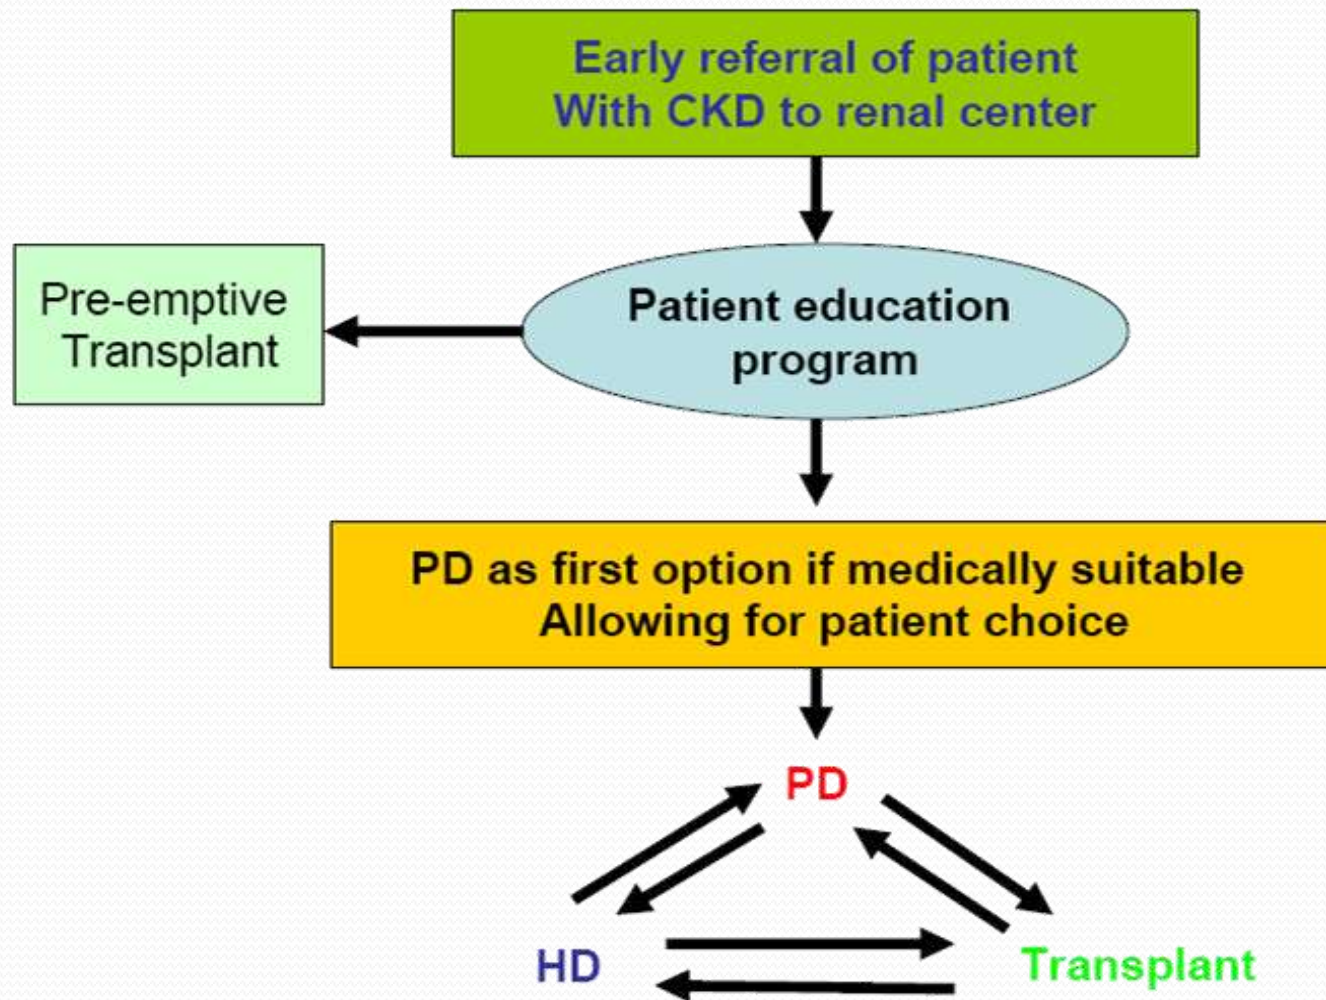 Early referral of patient
With CKD to renal center
Patient education
program
Pre-emptive
Transplant
PD as first option if medically suitable
Allowing for patient choice
PD
HD
Transplant